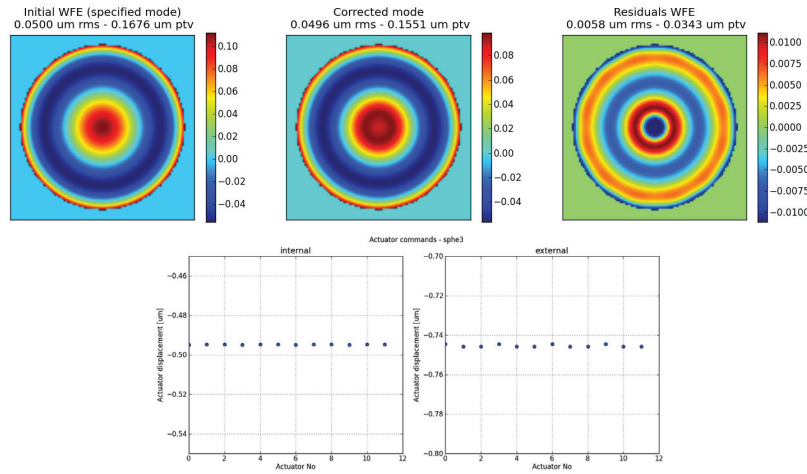 Initial WFE (specified mode)
0.0500 um rms - 0.1676 um ptv
0.10
0.08
0.06
0.04
0.02
0.00
−0.02
−0.04
Corrected mode
0.0496 um rms - 0.1551 um ptv
0.08
0.06
0.04
0.02
0.00
−0.02
−0.04
Residuals WFE
0.0058 um rms - 0.0343 um ptv
0.0100
0.0075
0.0050
0.0025
0.0000
−0.0025
−0.0050
−0.0075
−0.0100
Actuator commands - sphe3
internal
−0.46
−0.48
−0.50
−0.52
−0.54
Actuator displacement [um]
0 2 4 6 8 10 12
Actuator No
external
−0.70
−0.72
−0.74
−0.76
−0.78
−0.80
Actuator displacement [um]
0 2 4 6 8 10 12
Actuator No